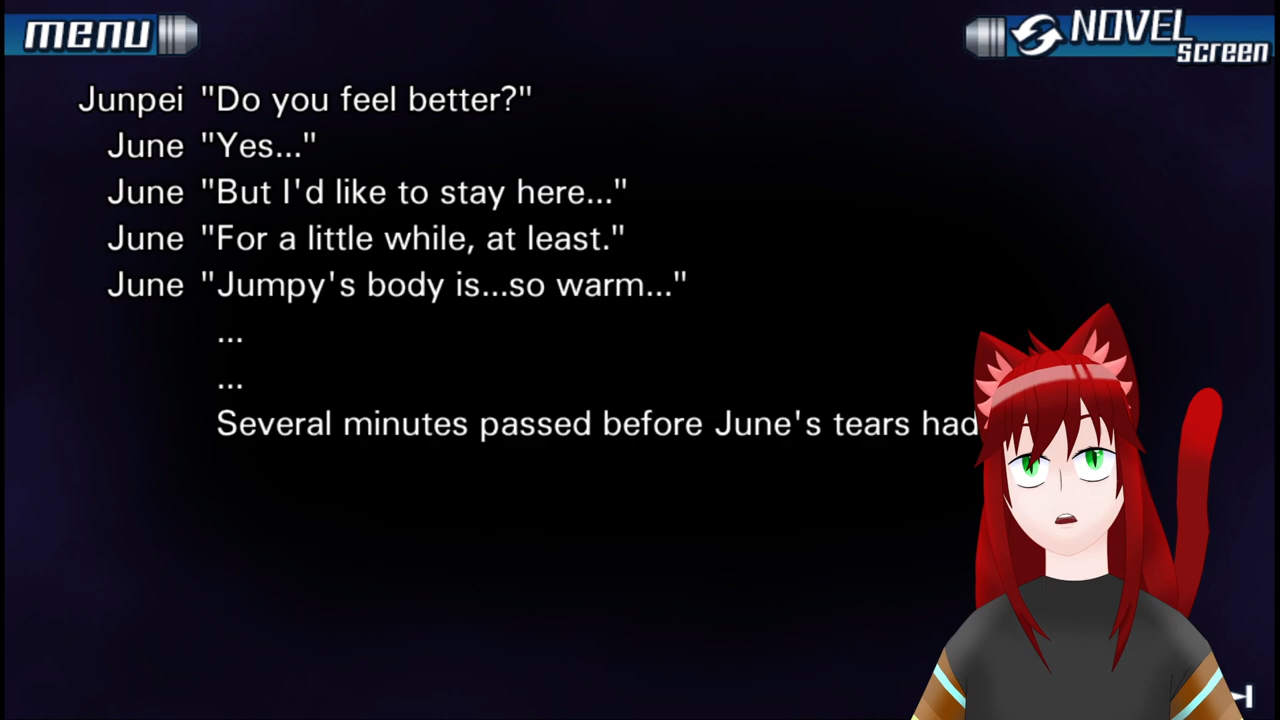 menu
NOVEL
screen
Junpei "Do you feel better?"
June "Yes..."
June "But I'd like to stay here..."
June "For a little while, at least."
June "Jumpy's body is...so warm..."
...
...
Several minutes passed before June's tears had